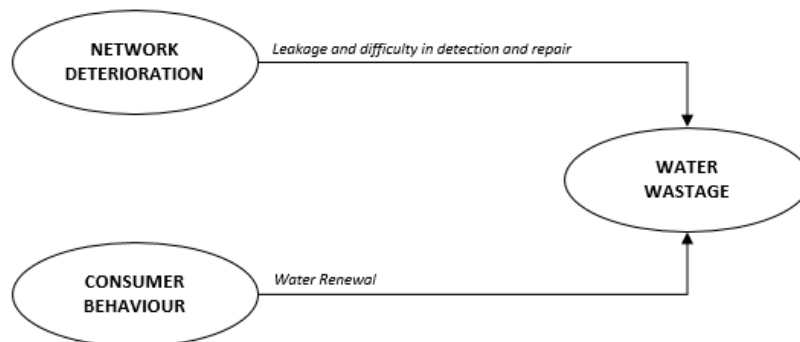 NETWORK
DETERIORATION
Leakage and difficulty in detection and repair
WATER
WASTAGE
CONSUMER
BEHAVIOUR
Water Renewal